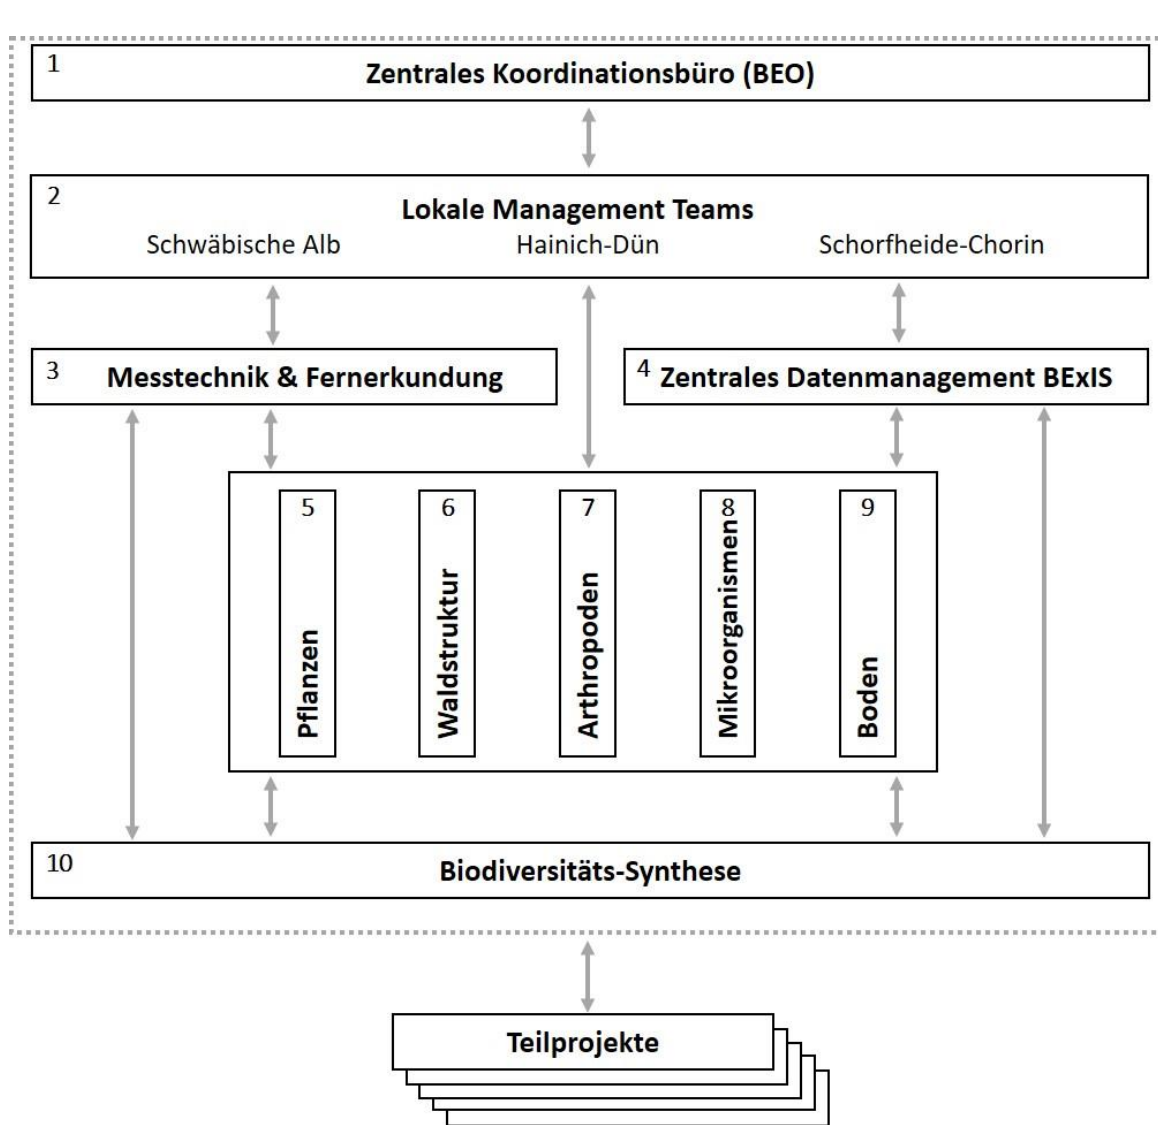 1
Zentrales Koordinationsbüro (BEO)
2
Lokale Management Teams
Schwäbische Alb Hainich-Dün Schorfheide-Chorin
3 Messtechnik & Fernerkundung
4 Zentrales Datenmanagement BExIS
5 Pflanzen
6 Waldstruktur
7 Arthropoden
8 Mikroorganismen
9 Boden
10
Biodiversitäts-Synthese
Teilprojekte